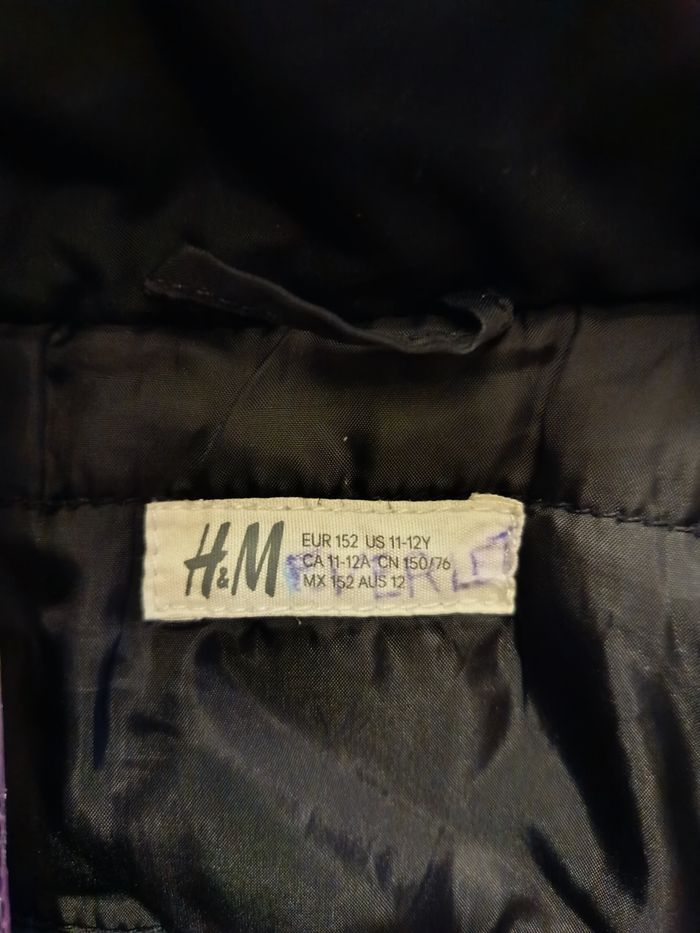 H&M
EUR 152 US 11-12Y
CA 11-12A CN 150/76
MX 152 AUS 12